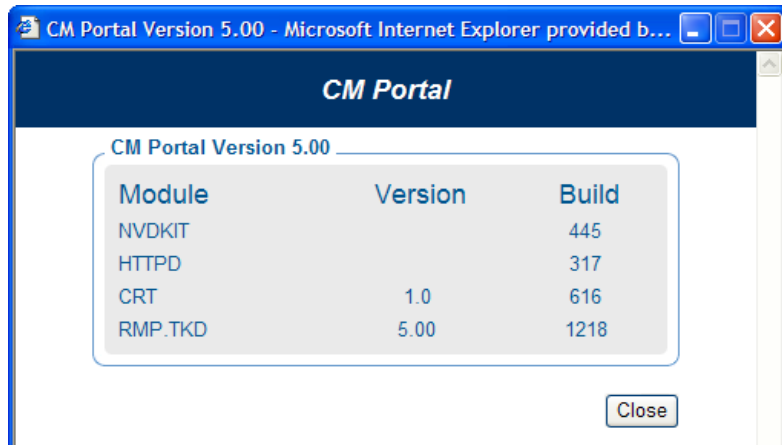 CM Portal Version 5.00 - Microsoft Internet Explorer provided b...
CM Portal
CM Portal Version 5.00
Module Version Build
NVDKIT 445
HTTPD 317
CRT 1.0 616
RMP.TKD 5.00 1218
Close